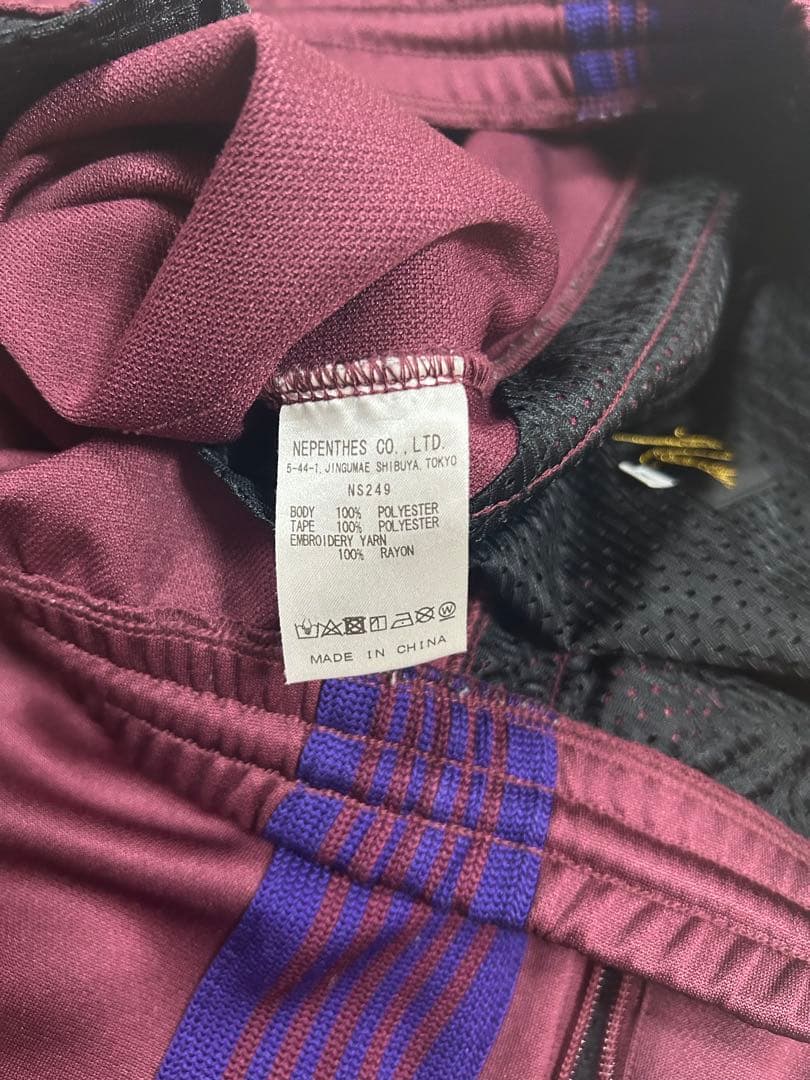 NEPENTHES CO.,LTD.
5-44-1, JINGUMAE SHIBUYA, TOKYO
NS249
BODY 100% POLYESTER
TAPE 100% POLYESTER
EMBROIDERY YARN
100% RAYON
MADE IN CHINA